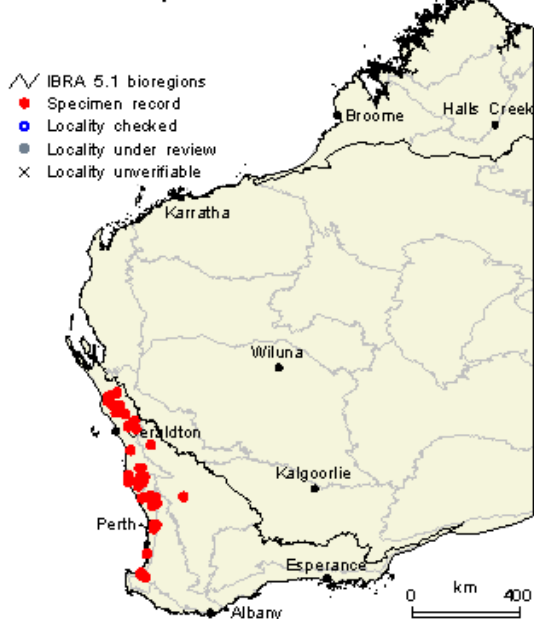 IBRA 5.1 bioregions
Specimen record
Locality checked
Locality under review
Locality unverifiable
Broome
Halls Creek
Karratha
Wiluna
Geraldton
Kalgoorlie
Perth
Esperance
Albany
km
0 400